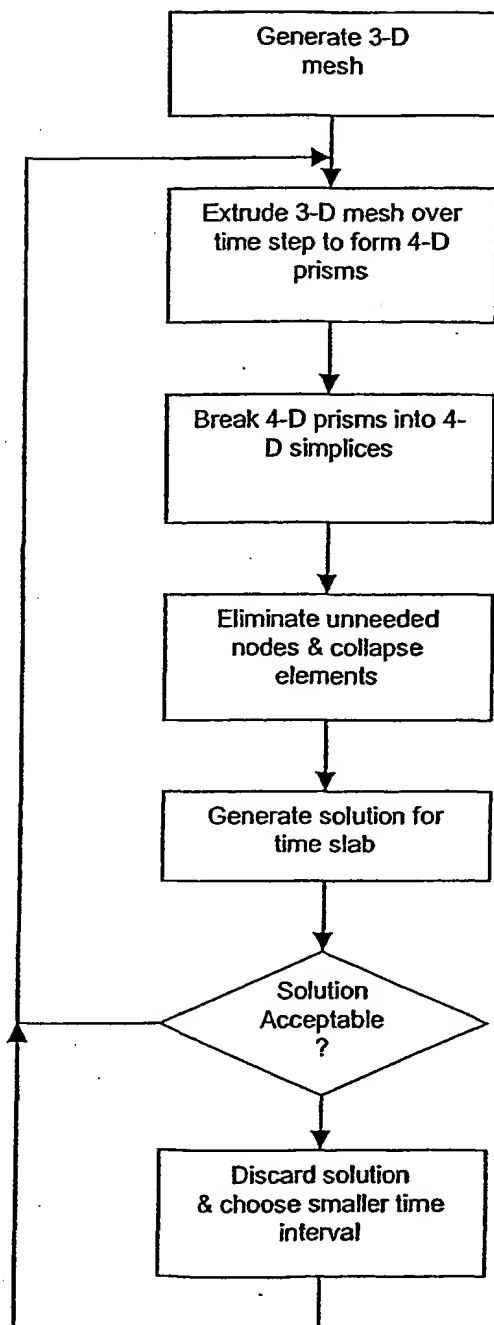 Generate 3-D
mesh
Extrude 3-D mesh over
time step to form 4-D
prisms
Break 4-D prisms into 4-
D simplices
Eliminate unneeded
nodes & collapse
elements
Generate solution for
time slab
Solution
Acceptable
?
Discard solution
& choose smaller time
interval